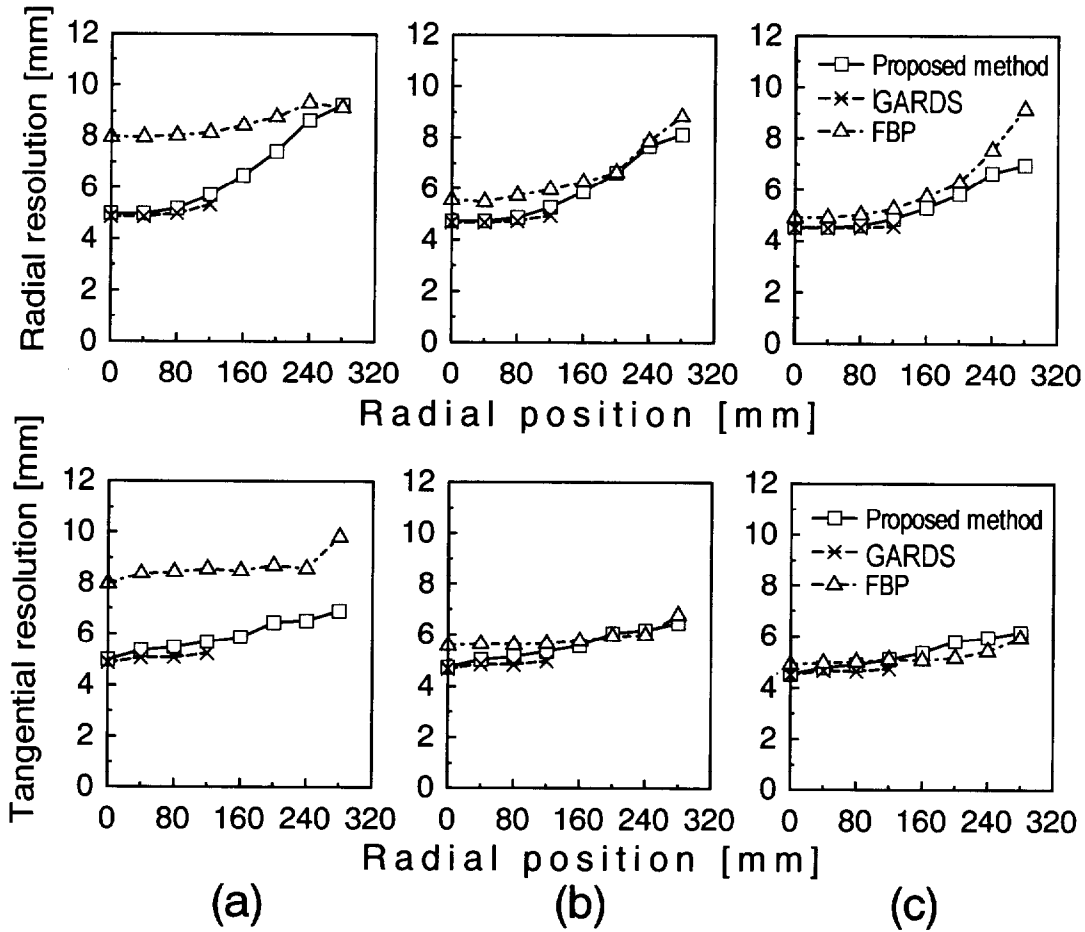 Radial resolution [mm]
12
10
8
6
4
2
0
0 80 160 240 320
12
10
8
6
4
2
0
0 80 160 240 320
12
10
8
6
4
2
0
0 80 160 240 320
Proposed method
GARDS
FBP
Radial position [mm]
Tangential resolution [mm]
12
10
8
6
4
2
0
0 80 160 240 320
12
10
8
6
4
2
0
0 80 160 240 320
12
10
8
6
4
2
0
0 80 160 240 320
Proposed method
GARDS
FBP
Radial position [mm]
(a) (b) (c)